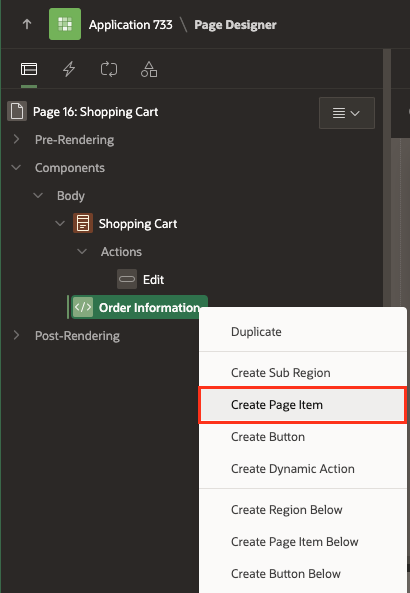 Application 733 \ Page Designer
Page 16: Shopping Cart
Pre-Rendering
Components
Body
Shopping Cart
Actions
Edit
Order Information
Post-Rendering
Duplicate
Create Sub Region
Create Page Item
Create Button
Create Dynamic Action
Create Region Below
Create Page Item Below
Create Button Below